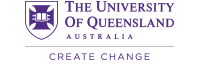 THE UNIVERSITY
OF QUEENSLAND
AUSTRALIA
CREATE CHANGE